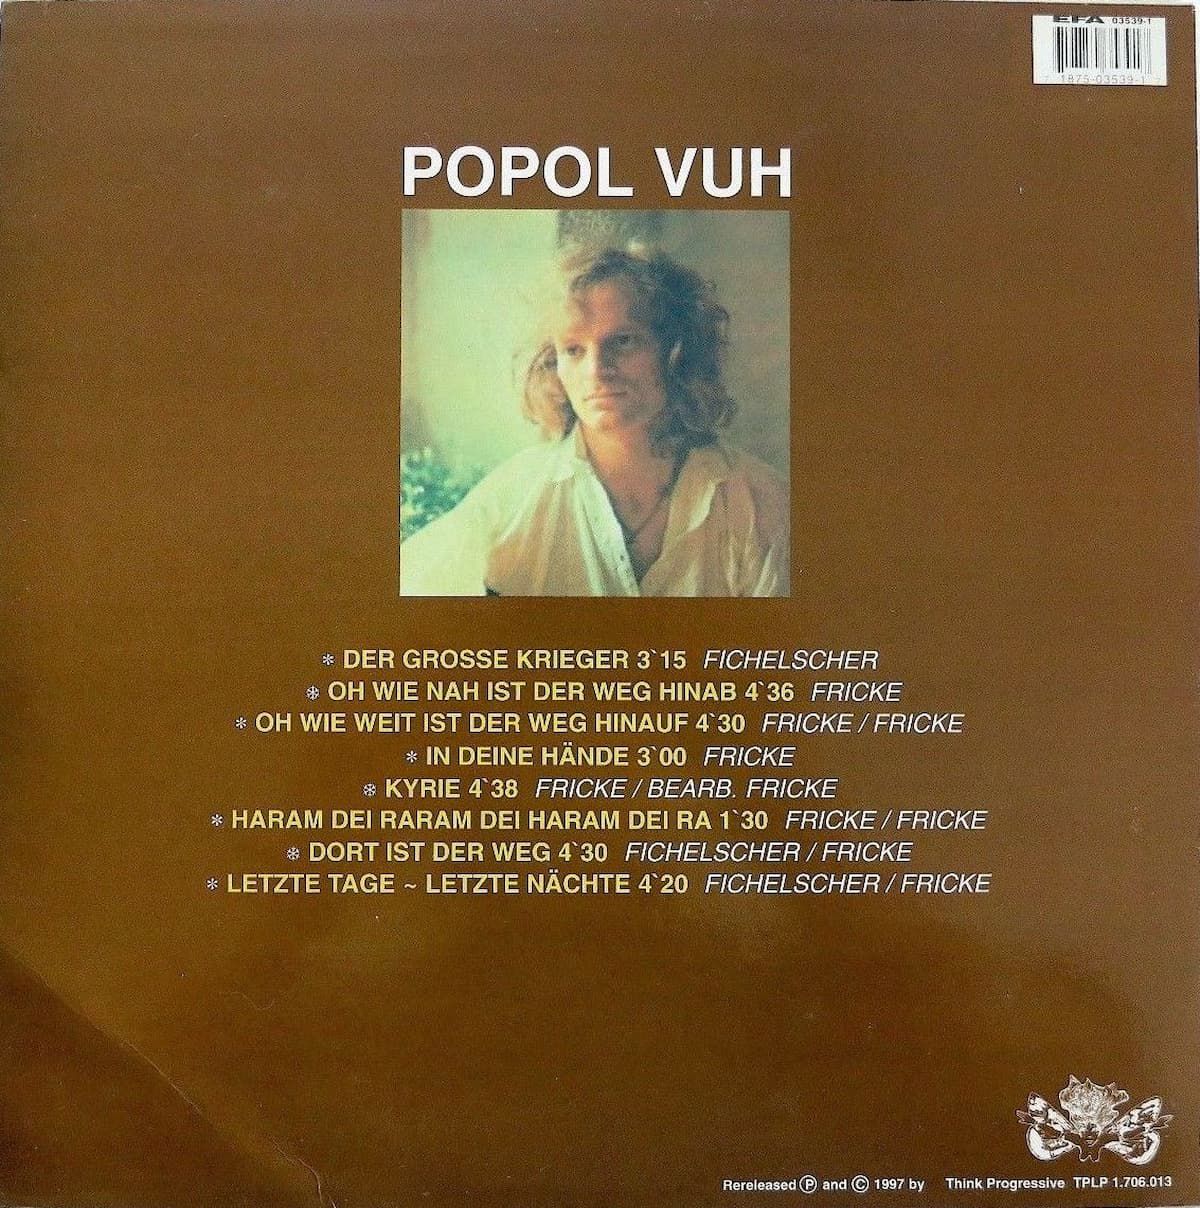 EFA 03539-1
POPOL VUH
* DER GROSSE KRIEGER 3`15 FICHELSCHER
* OH WIE NAH IST DER WEG HINAB 4`36 FRICKE
* OH WIE WEIT IST DER WEG HINAUF 4`30 FRICKE / FRICKE
* IN DEINE HÄNDE 3`00 FRICKE
* KYRIE 4`38 FRICKE / BEARB. FRICKE
* HARAM DEI RARAM DEI HARAM DEI RA 1`30 FRICKE / FRICKE
* DORT IST DER WEG 4`30 FICHELSCHER / FRICKE
* LETZTE TAGE ~ LETZTE NÄCHTE 4`20 FICHELSCHER / FRICKE
Rereleased Ⓟ and © 1997 by Think Progressive TPLP 1.706.013